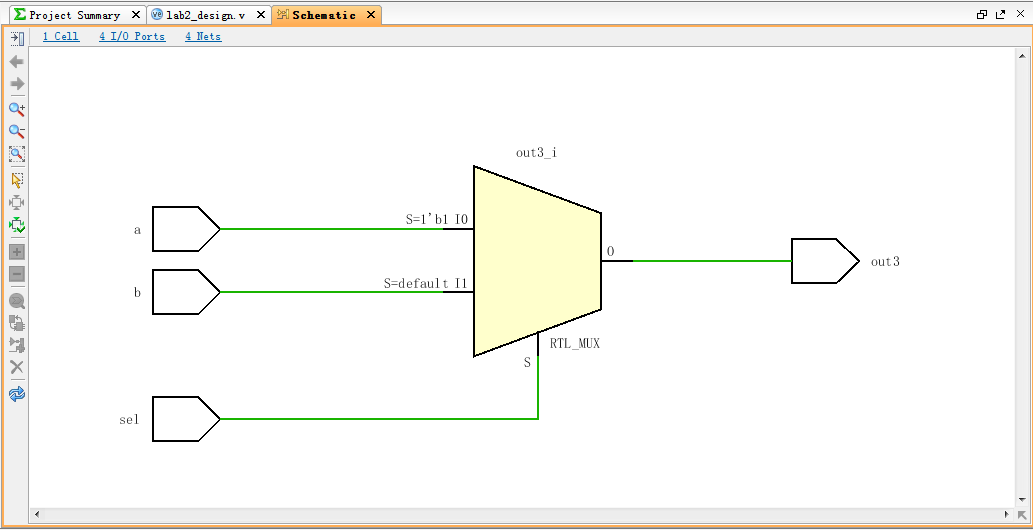 Project Summary lab2_design.v Schematic
1 Cell 4 I/O Ports 4 Nets
out3_i
a S=1'b1 I0
O out3
b S=default I1
RTL_MUX
S
sel